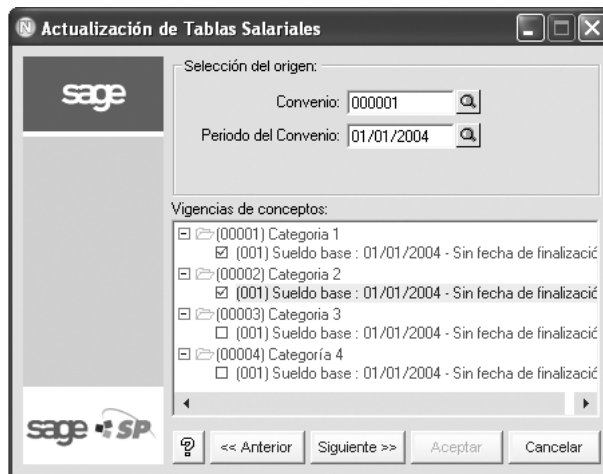 Actualización de Tablas Salariales
sage
Selección del origen:
Convenio: 000001
Periodo del Convenio: 01/01/2004
Vigencias de conceptos:
(00001) Categoria 1
(001) Sueldo base : 01/01/2004 - Sin fecha de finalizació
(00002) Categoria 2
(001) Sueldo base : 01/01/2004 - Sin fecha de finalizació
(00003) Categoria 3
(001) Sueldo base : 01/01/2004 - Sin fecha de finalizació
(00004) Categoría 4
(001) Sueldo base : 01/01/2004 - Sin fecha de finalizació
sage SP
? << Anterior Siguiente >> Aceptar Cancelar